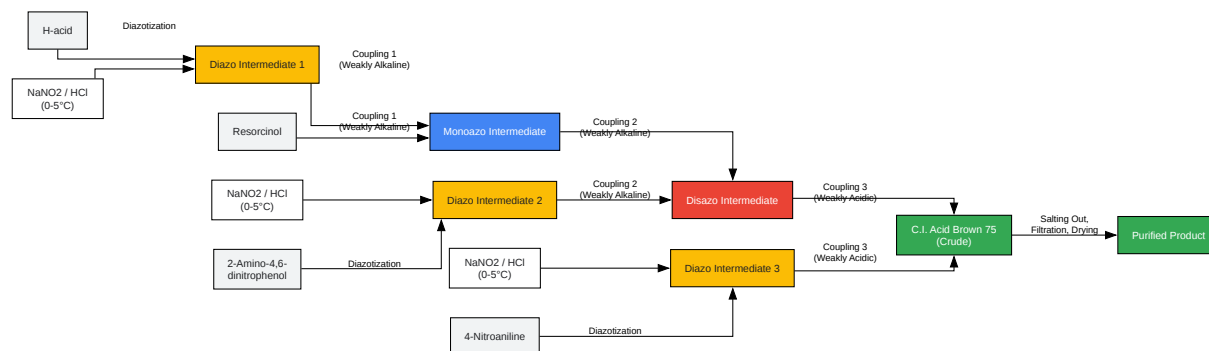 H-acid
Diazotization
NaNO2 / HCl
(0-5°C)
Diazo Intermediate 1
Coupling 1
(Weakly Alkaline)
Resorcinol
Coupling 1
(Weakly Alkaline)
Monoazo Intermediate
Coupling 2
(Weakly Alkaline)
NaNO2 / HCl
(0-5°C)
Diazo Intermediate 2
Coupling 2
(Weakly Alkaline)
Disazo Intermediate
Coupling 3
(Weakly Acidic)
2-Amino-4,6-
dinitrophenol
Diazotization
NaNO2 / HCl
(0-5°C)
Diazo Intermediate 3
Coupling 3
(Weakly Acidic)
C.I. Acid Brown 75
(Crude)
Salting Out,
Filtration, Drying
Purified Product
4-Nitroaniline
Diazotization